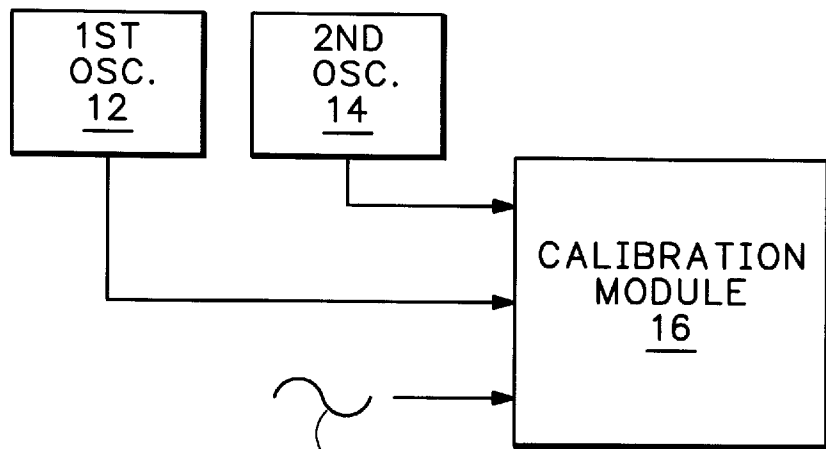 1ST
OSC.
12
2ND
OSC.
14
CALIBRATION
MODULE
16